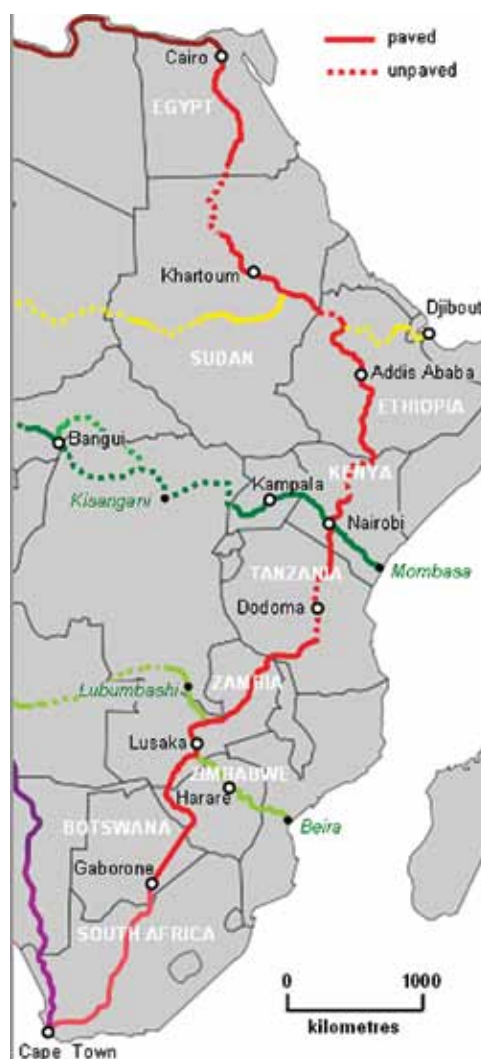 Cairo
paved
unpaved
EGYPT
Khartoum
Djibout
SUDAN
Addis Ababa
ETHIOPIA
Bangui
KENYA
Kampala
Kisangani
Nairobi
TANZANIA
Mombasa
Dodoma
ZAMBIA
Lubumbashi
Lusaka
ZIMBABWE
Harare
BOTSWANA
Beira
Gaborone
SOUTH AFRICA
0 1000
kilometres
Cape Town